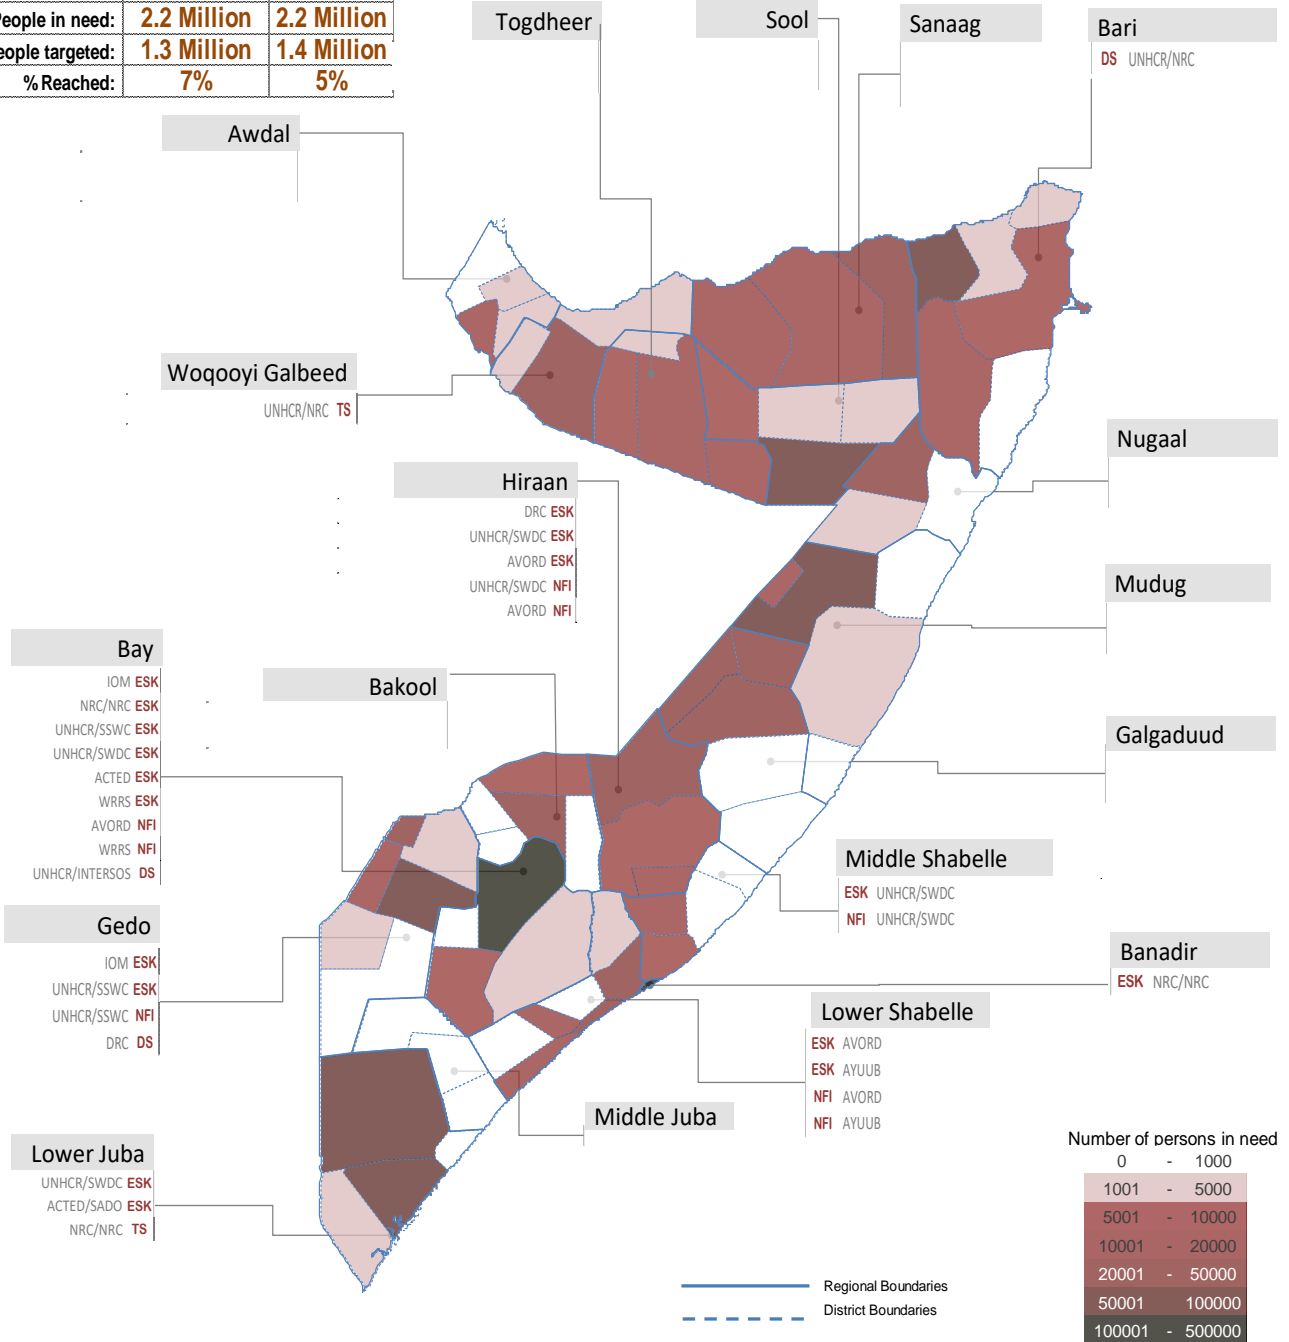 People in need: 2.2 Million 2.2 Million
People targeted: 1.3 Million 1.4 Million
% Reached: 7% 5%
Togdheer
Sool
Sanaag
Bari
DS UNHCR/NRC
Awdal
Woqooyi Galbeed
UNHCR/NRC TS
Nugaal
Hiraan
DRC ESK
UNHCR/SWDC ESK
AVORD ESK
UNHCR/SWDC NFI
AVORD NFI
Mudug
Bay
IOM ESK
NRC/NRC ESK
UNHCR/SSWC ESK
UNHCR/SWDC ESK
ACTED ESK
WRRS ESK
AVORD NFI
WRRS NFI
UNHCR/INTERSOS DS
Bakool
Galgaduud
Middle Shabelle
ESK UNHCR/SWDC
NFI UNHCR/SWDC
Gedo
IOM ESK
UNHCR/SSWC ESK
UNHCR/SSWC NFI
DRC DS
Banadir
ESK NRC/NRC
Lower Shabelle
ESK AVORD
ESK AYUUB
NFI AVORD
NFI AYUUB
Middle Juba
Lower Juba
UNHCR/SWDC ESK
ACTED/SADO ESK
NRC/NRC TS
Number of persons in need
0 - 1000
1001 - 5000
5001 - 10000
10001 - 20000
20001 - 50000
50001 100000
100001 - 500000
Regional Boundaries
District Boundaries